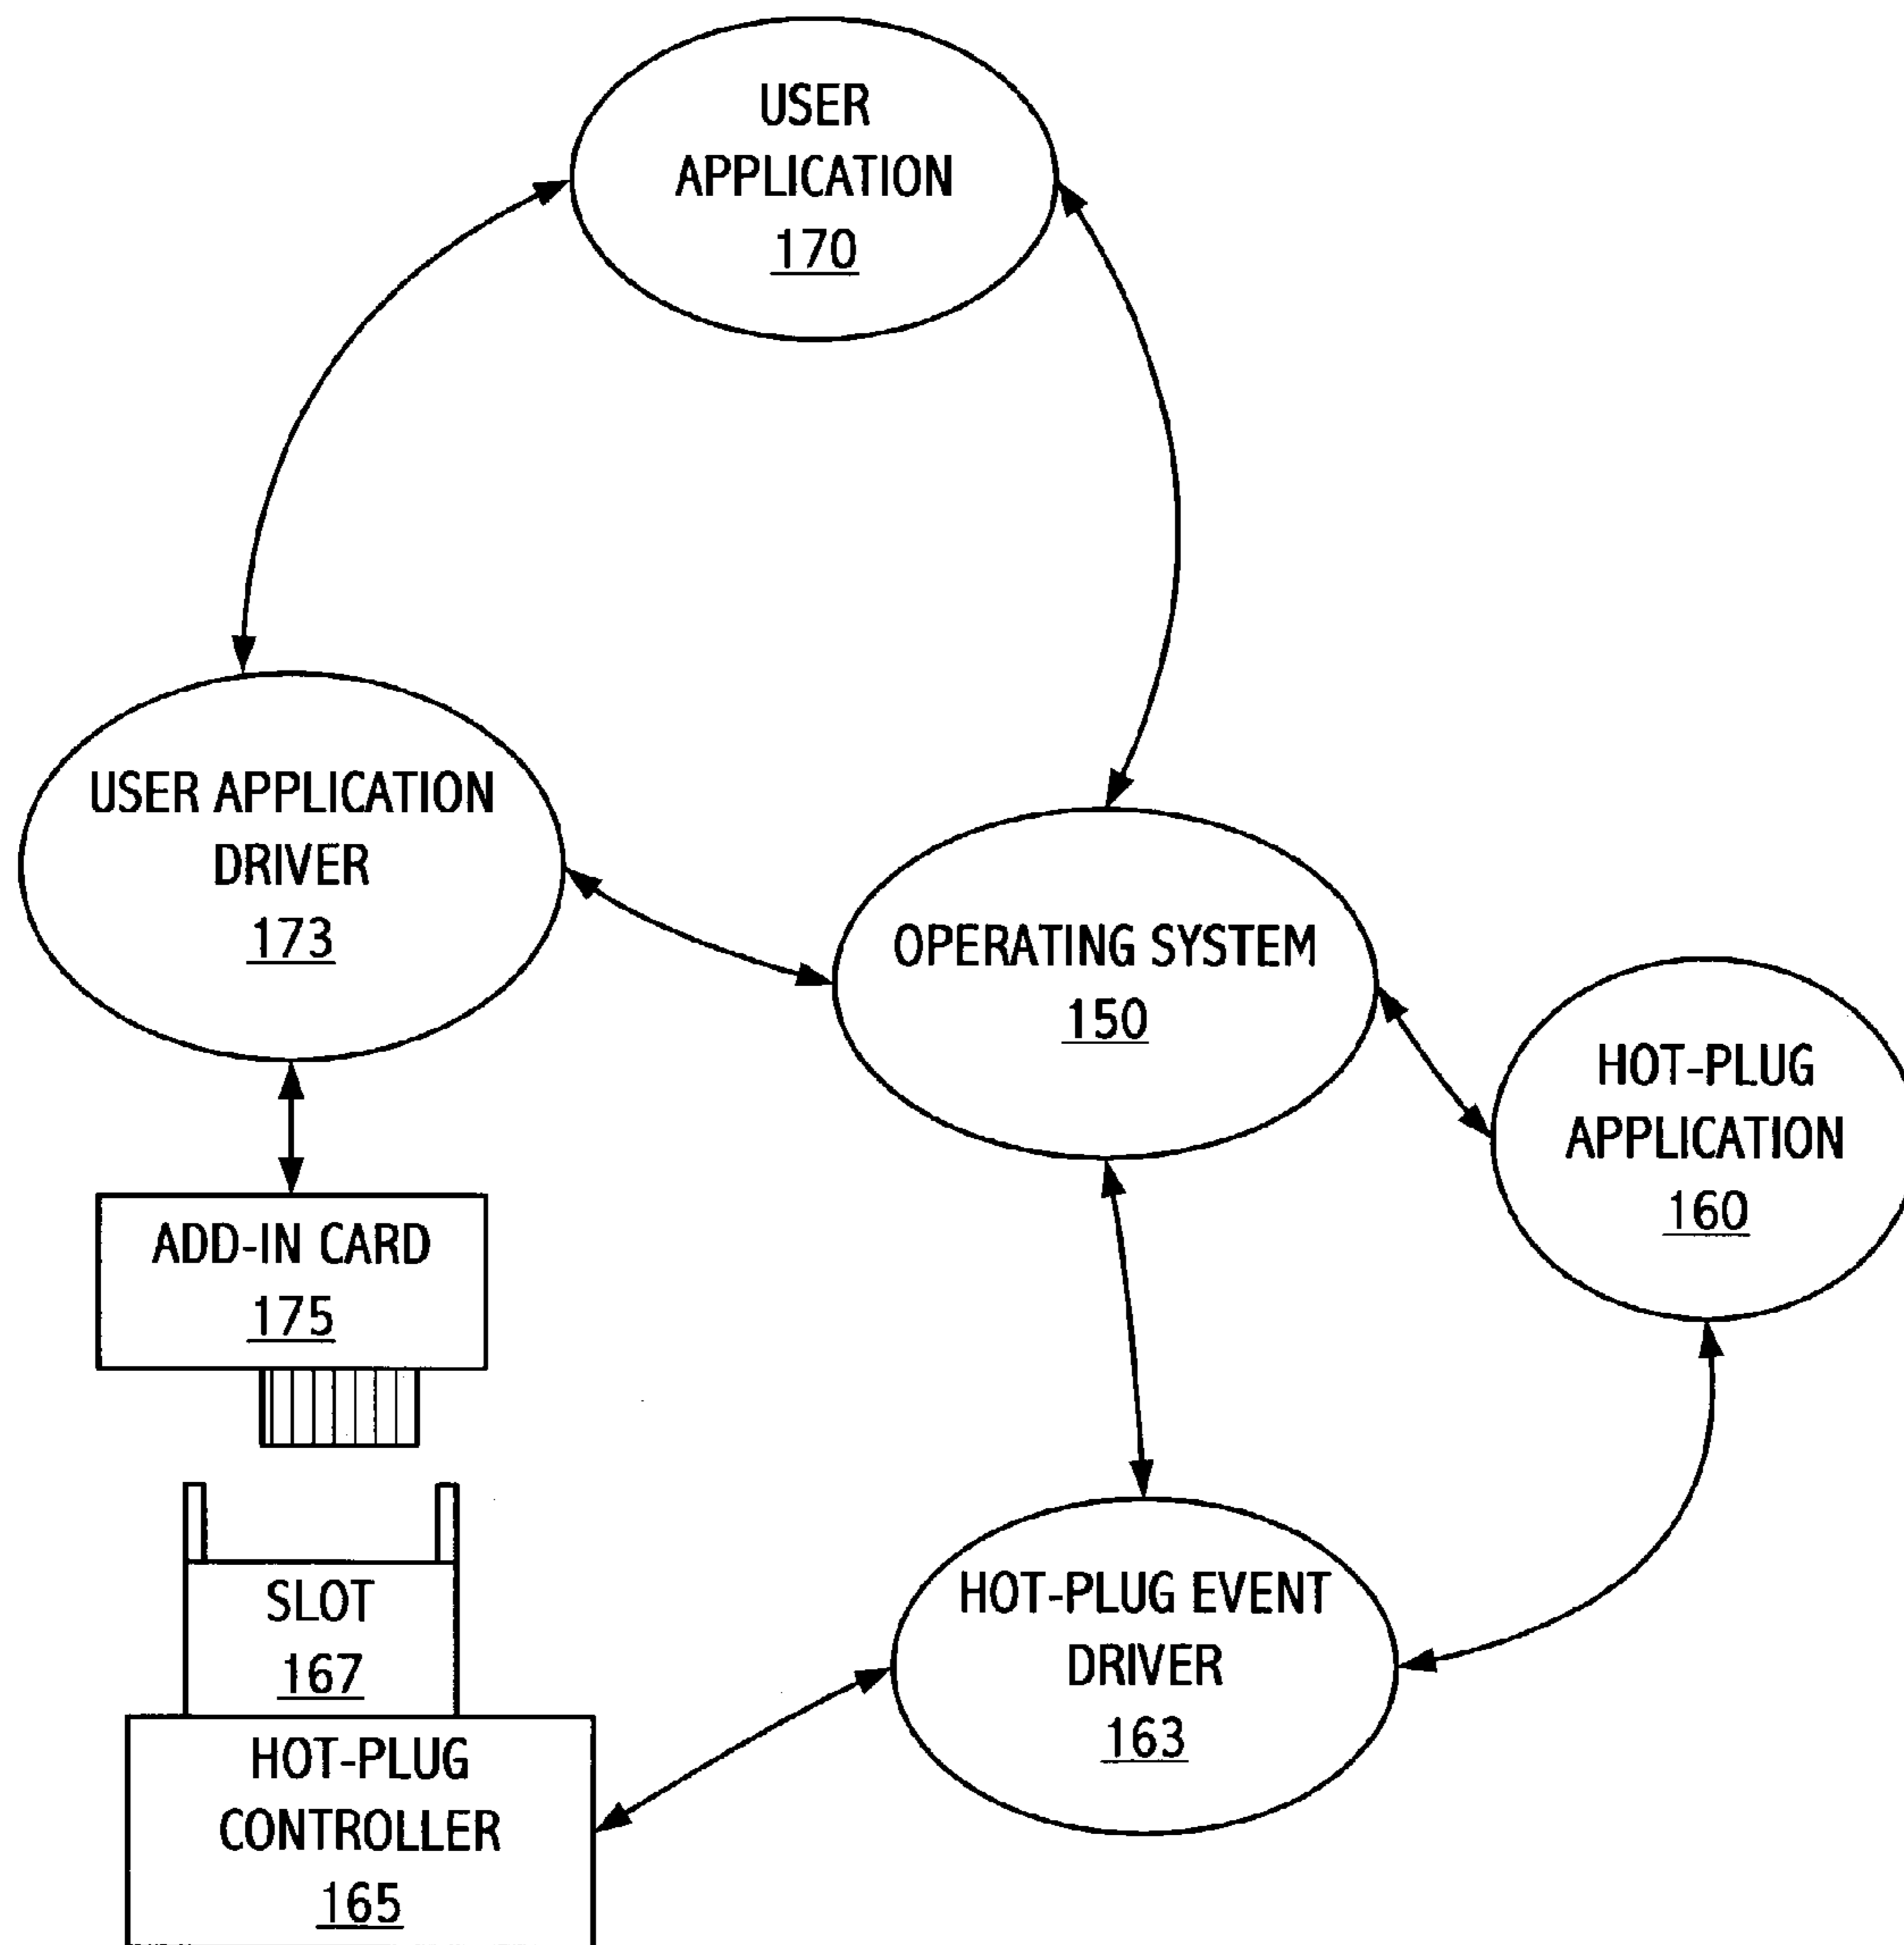 USER
APPLICATION
170
USER APPLICATION
DRIVER
173
OPERATING SYSTEM
150
HOT-PLUG
APPLICATION
160
ADD-IN CARD
175
SLOT
167
HOT-PLUG EVENT
DRIVER
163
HOT-PLUG
CONTROLLER
165